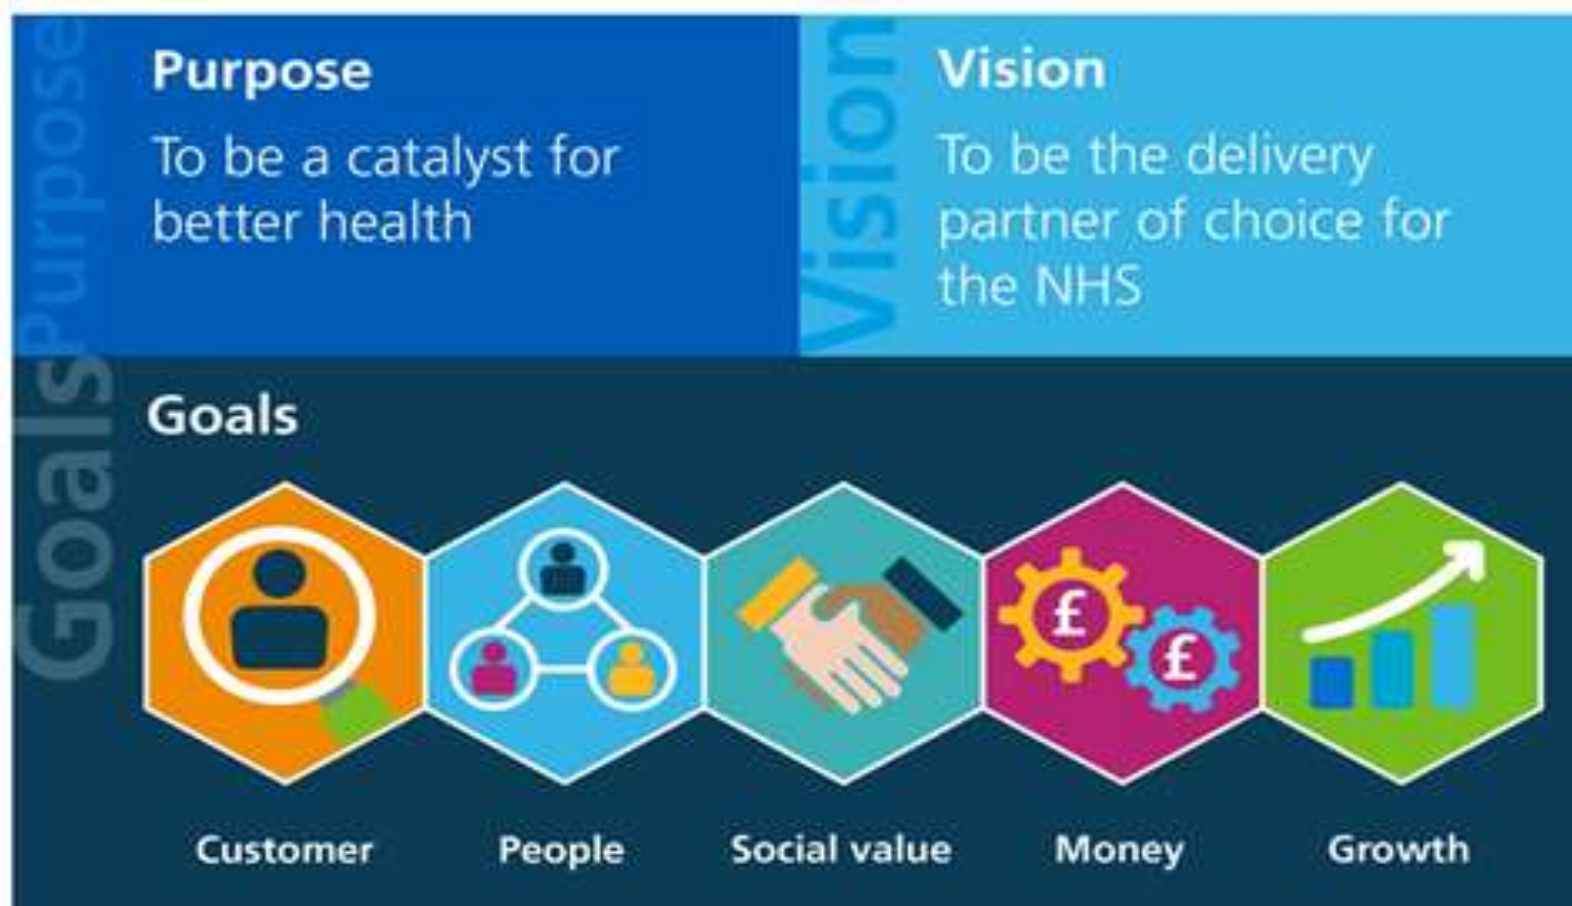 Purpose
Purpose
To be a catalyst for
better health
Vision
Vision
To be the delivery
partner of choice for
the NHS
Goals
Goals
£
£
Customer
People
Social value
Money
Growth